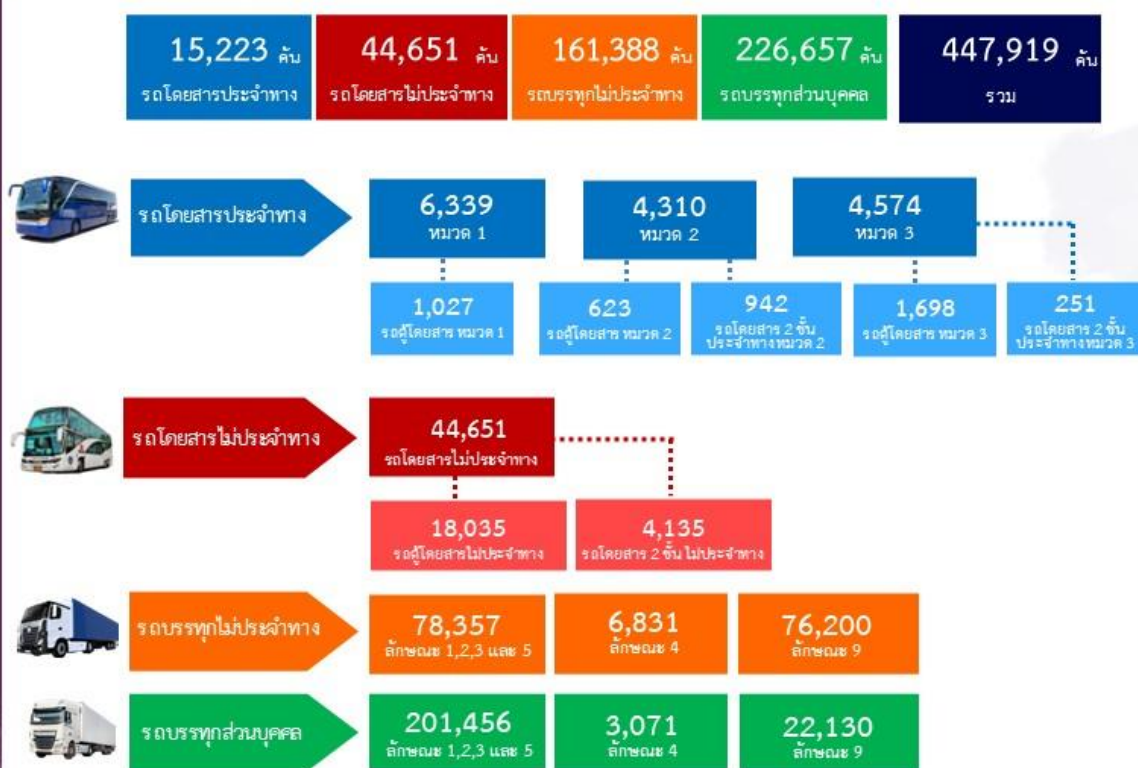 15,223 คัน
รถโดยสารประจำทาง
44,651 คัน
รถโดยสารไม่ประจำทาง
161,388 คัน
รถบรรทุกไม่ประจำทาง
226,657 คัน
รถบรรทุกส่วนบุคคล
447,919 คัน
รวม
รถโดยสารประจำทาง
6,339
หมวด 1
4,310
หมวด 2
4,574
หมวด 3
1,027
รถตู้โดยสาร หมวด 1
623
รถตู้โดยสาร หมวด 2
942
รถโดยสาร 2 ชั้น
ประจำทางหมวด 2
1,698
รถตู้โดยสาร หมวด 3
251
รถโดยสาร 2 ชั้น
ประจำทางหมวด 3
รถโดยสารไม่ประจำทาง
44,651
รถโดยสารไม่ประจำทาง
18,035
รถตู้โดยสารไม่ประจำทาง
4,135
รถโดยสาร 2 ชั้น ไม่ประจำทาง
รถบรรทุกไม่ประจำทาง
78,357
ลักษณะ 1,2,3 และ 5
6,831
ลักษณะ 4
76,200
ลักษณะ 9
รถบรรทุกส่วนบุคคล
201,456
ลักษณะ 1,2,3 และ 5
3,071
ลักษณะ 4
22,130
ลักษณะ 9